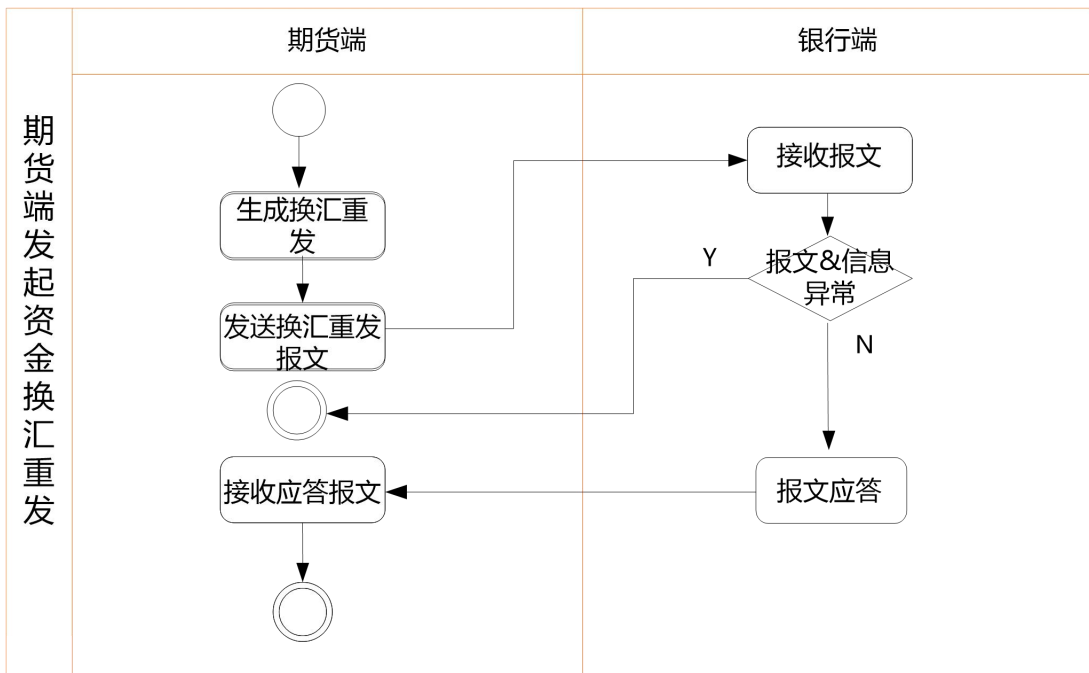 期货端发起资金换汇重发
期货端
银行端
生成换汇重
发
发送换汇重发
报文
接收应答报文
接收报文
报文&信息
异常
Y
N
报文应答